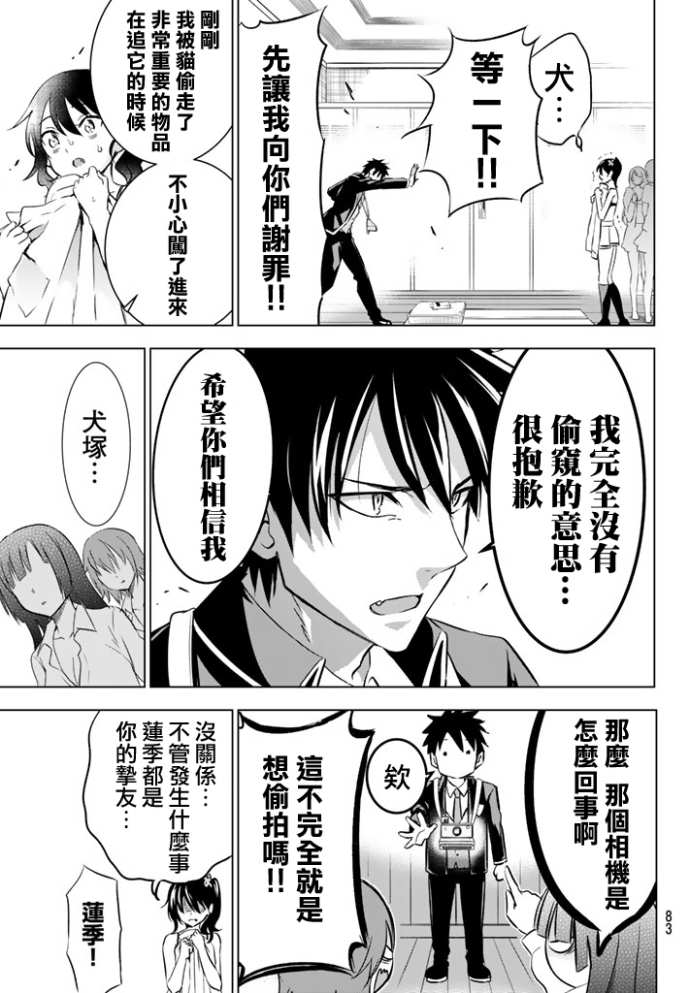 犬…
等一下!!
先讓我向你們謝罪!!
剛剛
我被貓偷走了
非常重要的物品
在追它的時候
不小心闖了進來
我完全沒有
偷窺的意思…
很抱歉
希望你們相信我
犬塚…
那麼 那個相機是
怎麼回事啊
欸
這不完全就是
想偷拍嗎!!
沒關係…
不管發生什麼事
蓮季都是
你的摯友…
蓮季！
83